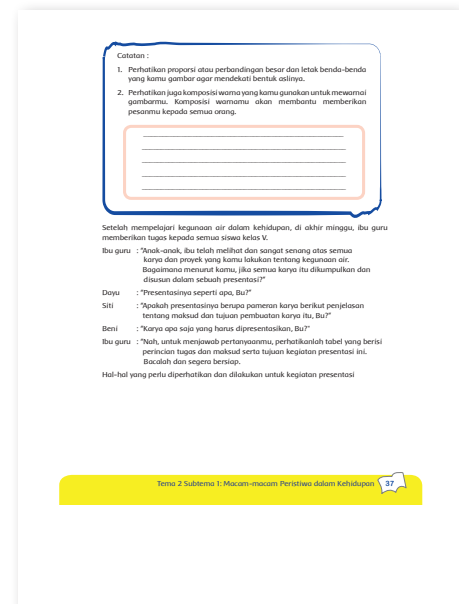 Catatan :
1. Perhatikan proporsi atau perbandingan besar dan letak benda-benda
yang kamu gambar agar mendekati bentuk aslinya.
2. Perhatikan juga komposisi warna yang kamu gunakan untuk mewarnai
gambarmu. Komposisi warnamu akan membantu memberikan
pesanmu kepada semua orang.
Setelah mempelajari kegunaan air dalam kehidupan, di akhir minggu, ibu guru
memberikan tugas kepada semua siswa kelas V.
Ibu guru : "Anak-anak, ibu telah melihat dan sangat senang atas semua
karya dan proyek yang kamu lakukan tentang kegunaan air.
Bagaimana menurut kamu, jika semua karya itu dikumpulkan dan
disusun dalam sebuah presentasi?"
Dayu : "Presentasinya seperti apa, Bu?"
Siti : "Apakah presentasinya berupa pameran karya berikut penjelasan
tentang maksud dan tujuan pembuatan karya itu, Bu?"
Beni : "Karya apa saja yang harus dipresentasikan, Bu?"
Ibu guru : "Nah, untuk menjawab pertanyaanmu, perhatikanlah tabel yang berisi
perincian tugas dan maksud serta tujuan kegiatan presentasi ini.
Bacalah dan segera bersiap.
Hal-hal yang perlu diperhatikan dan dilakukan untuk kegiatan presentasi
Tema 2 Subtema 1: Macam-macam Peristiwa dalam Kehidupan 37